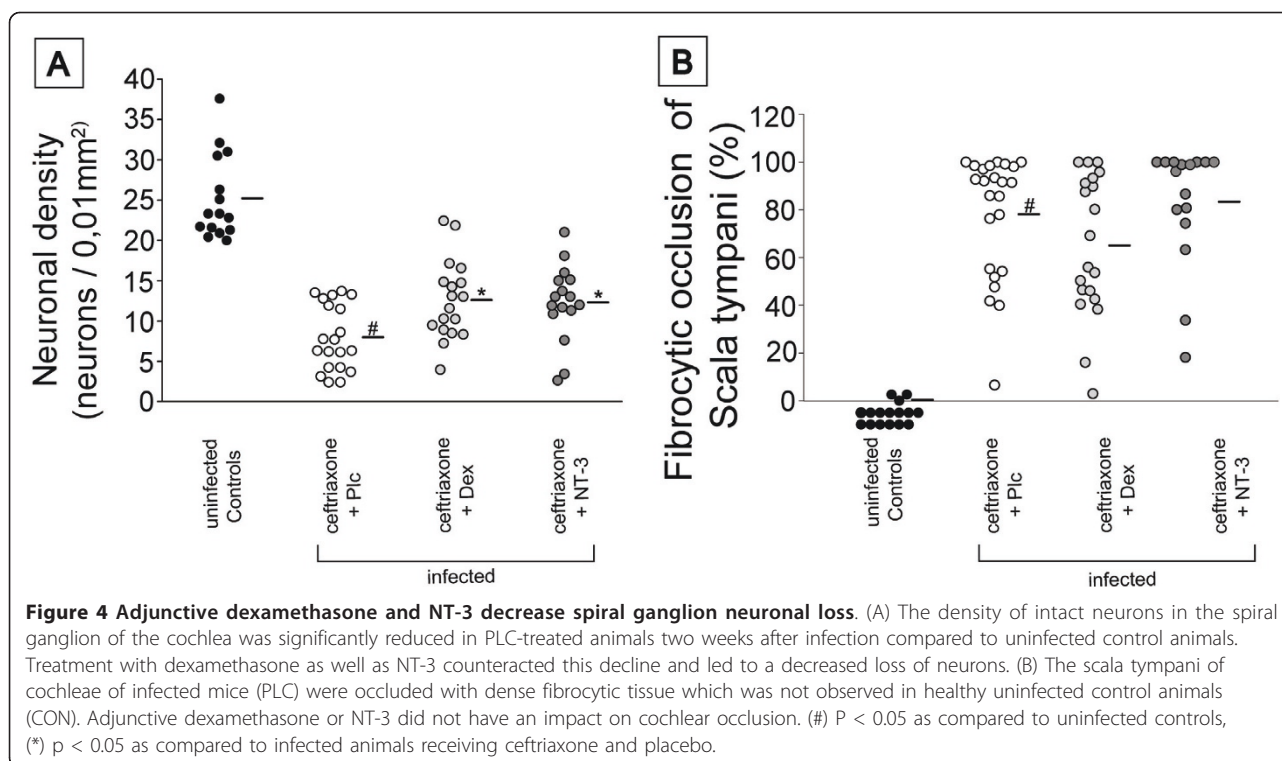 A
Neuronal density
(neurons / 0,01mm²)
40
35
30
25
20
15
10
5
0
#
*
*
uninfected
Controls
ceftriaxone
+ Plc
ceftriaxone
+ Dex
ceftriaxone
+ NT-3
infected
B
Fibrocytic occlusion of
Scala tympani (%)
120
100
80
60
40
20
0
#
uninfected
Controls
ceftriaxone
+ Plc
ceftriaxone
+ Dex
ceftriaxone
+ NT-3
infected
Figure 4 Adjunctive dexamethasone and NT-3 decrease spiral ganglion neuronal loss. (A) The density of intact neurons in the spiral
ganglion of the cochlea was significantly reduced in PLC-treated animals two weeks after infection compared to uninfected control animals.
Treatment with dexamethasone as well as NT-3 counteracted this decline and led to a decreased loss of neurons. (B) The scala tympani of
cochleae of infected mice (PLC) were occluded with dense fibrocytic tissue which was not observed in healthy uninfected control animals
(CON). Adjunctive dexamethasone or NT-3 did not have an impact on cochlear occlusion. (#) P < 0.05 as compared to uninfected controls,
(*) p < 0.05 as compared to infected animals receiving ceftriaxone and placebo.